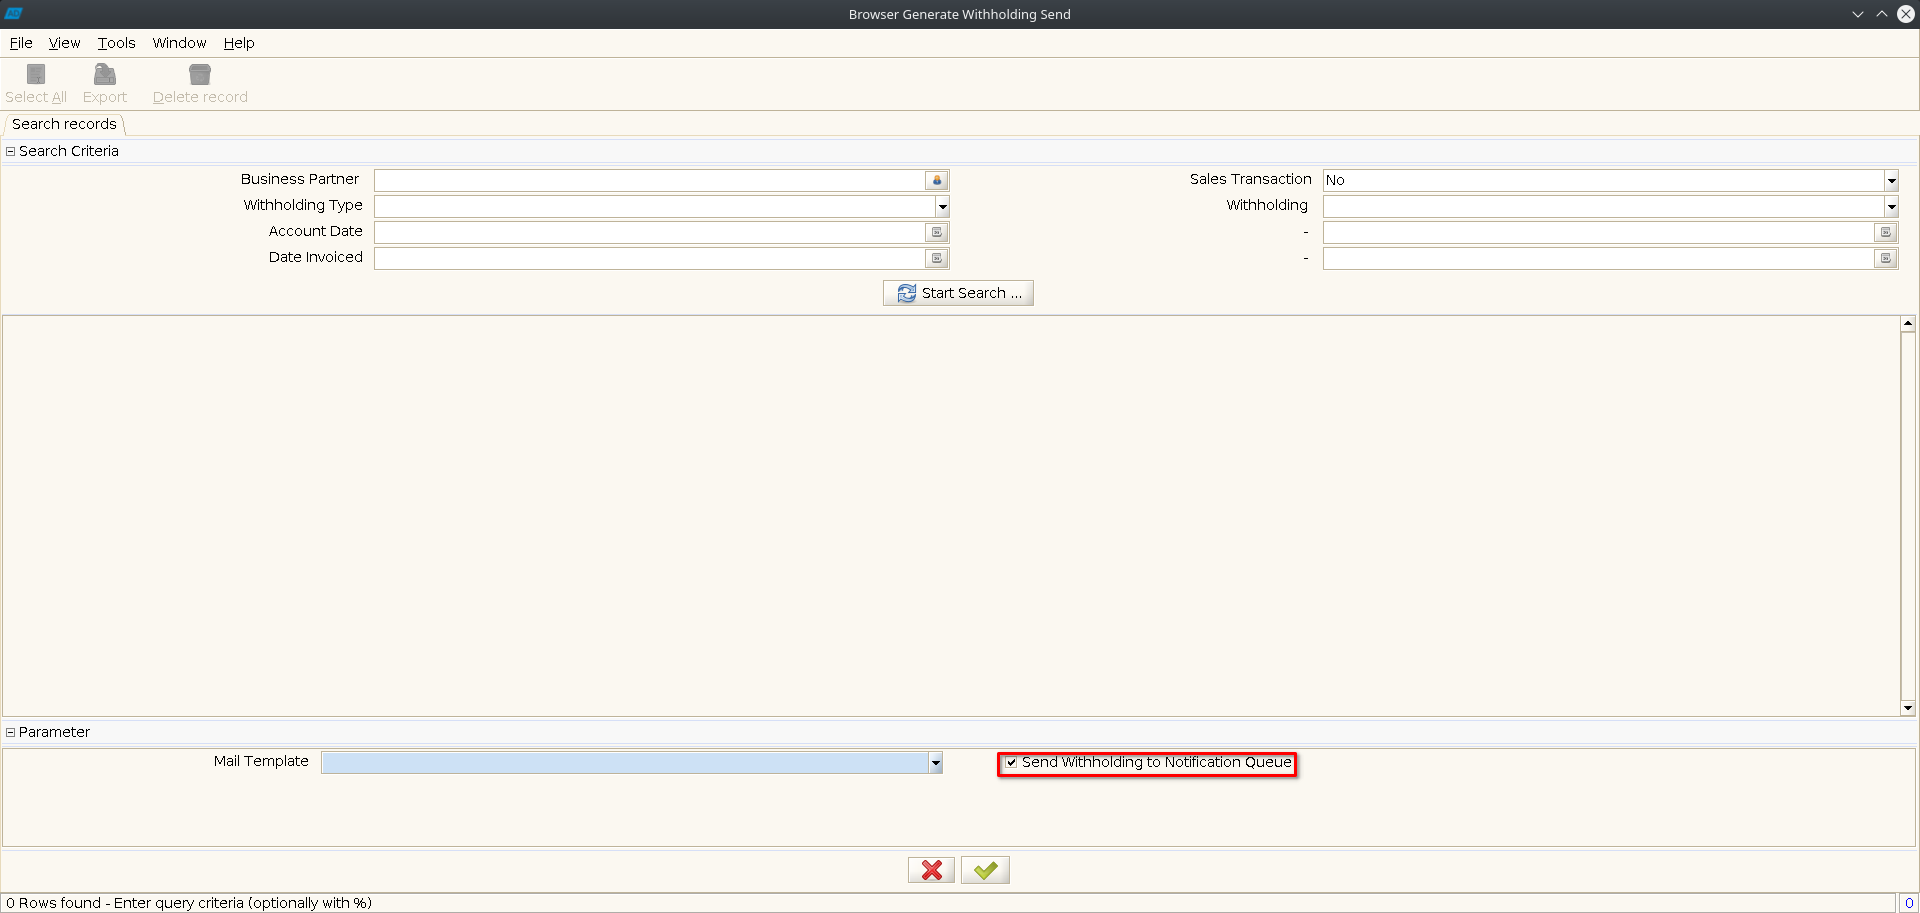 Browser Generate Withholding Send
File View Tools Window Help
Select All Export Delete record
Search records
Search Criteria
Business Partner Sales Transaction No
Withholding Type Withholding
Account Date -
Date Invoiced -
Start Search ...
Parameter
Mail Template Send Withholding to Notification Queue
0 Rows found - Enter query criteria (optionally with %) 0